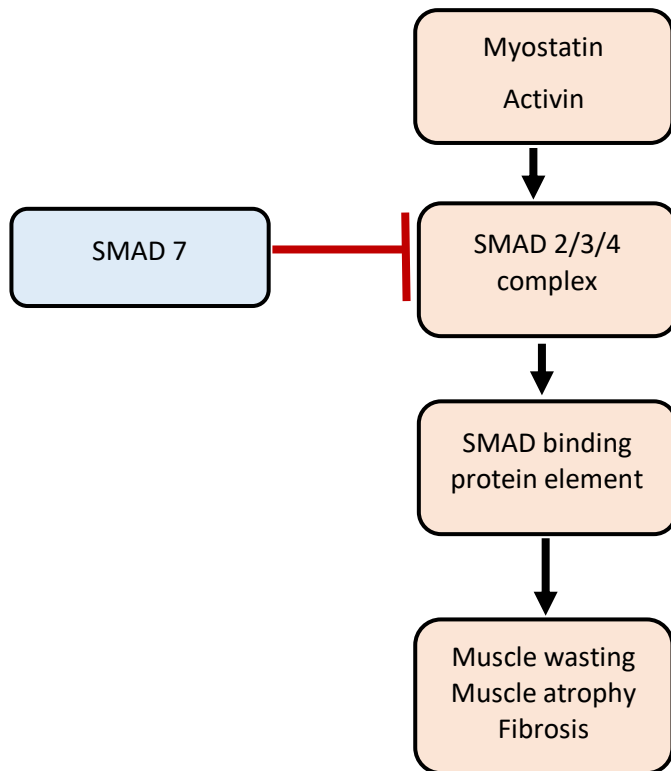 Myostatin
Activin
SMAD 7
SMAD 2/3/4
complex
SMAD binding
protein element
Muscle wasting
Muscle atrophy
Fibrosis